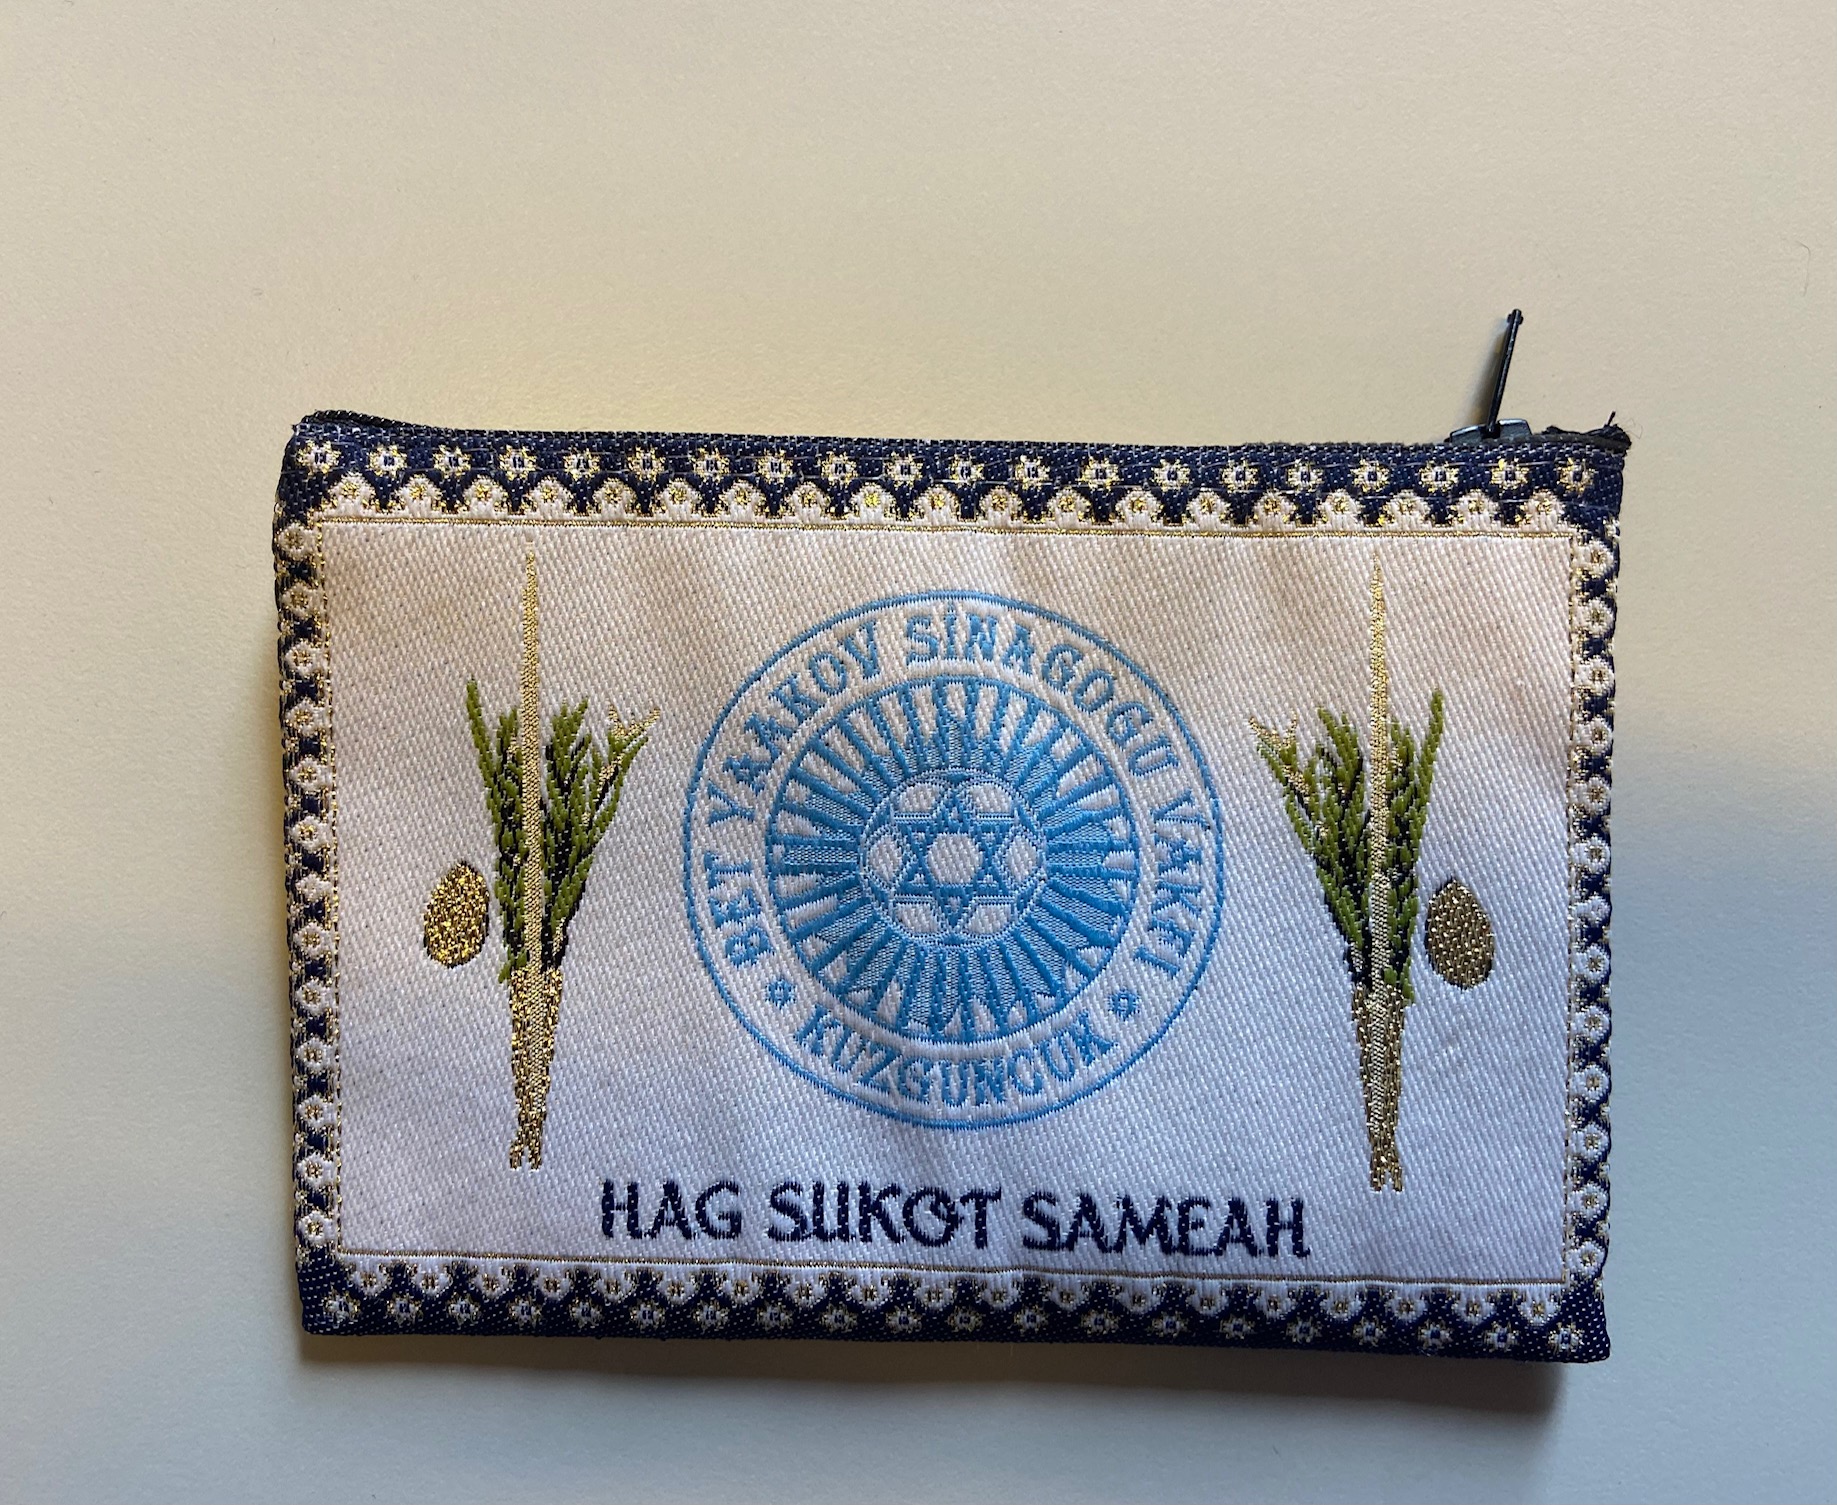 BET YAAKOV SİNAGOGU VAKFI
KUZGUNCUK
HAG SUKOT SAMEAH